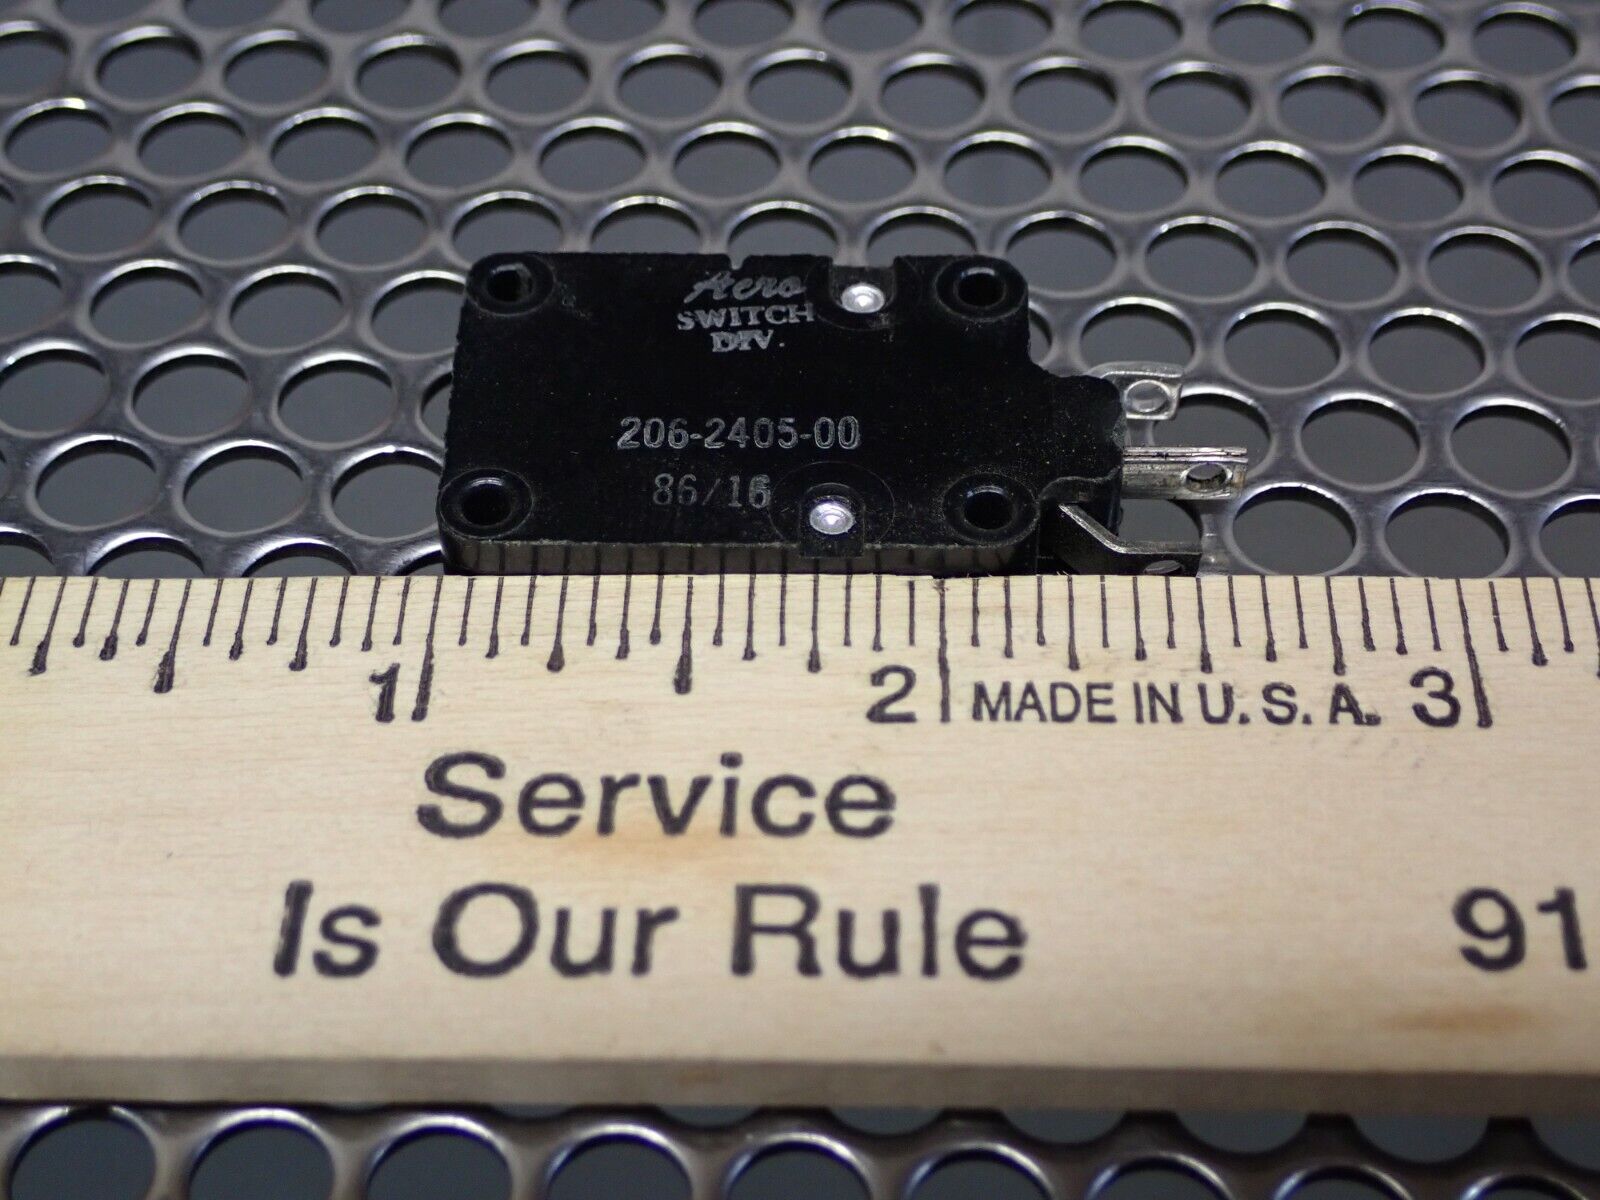 Aero
SWITCH
DIV.
206-2405-00
86/16
1 2 MADE IN U.S.A. 3
Service
Is Our Rule
91